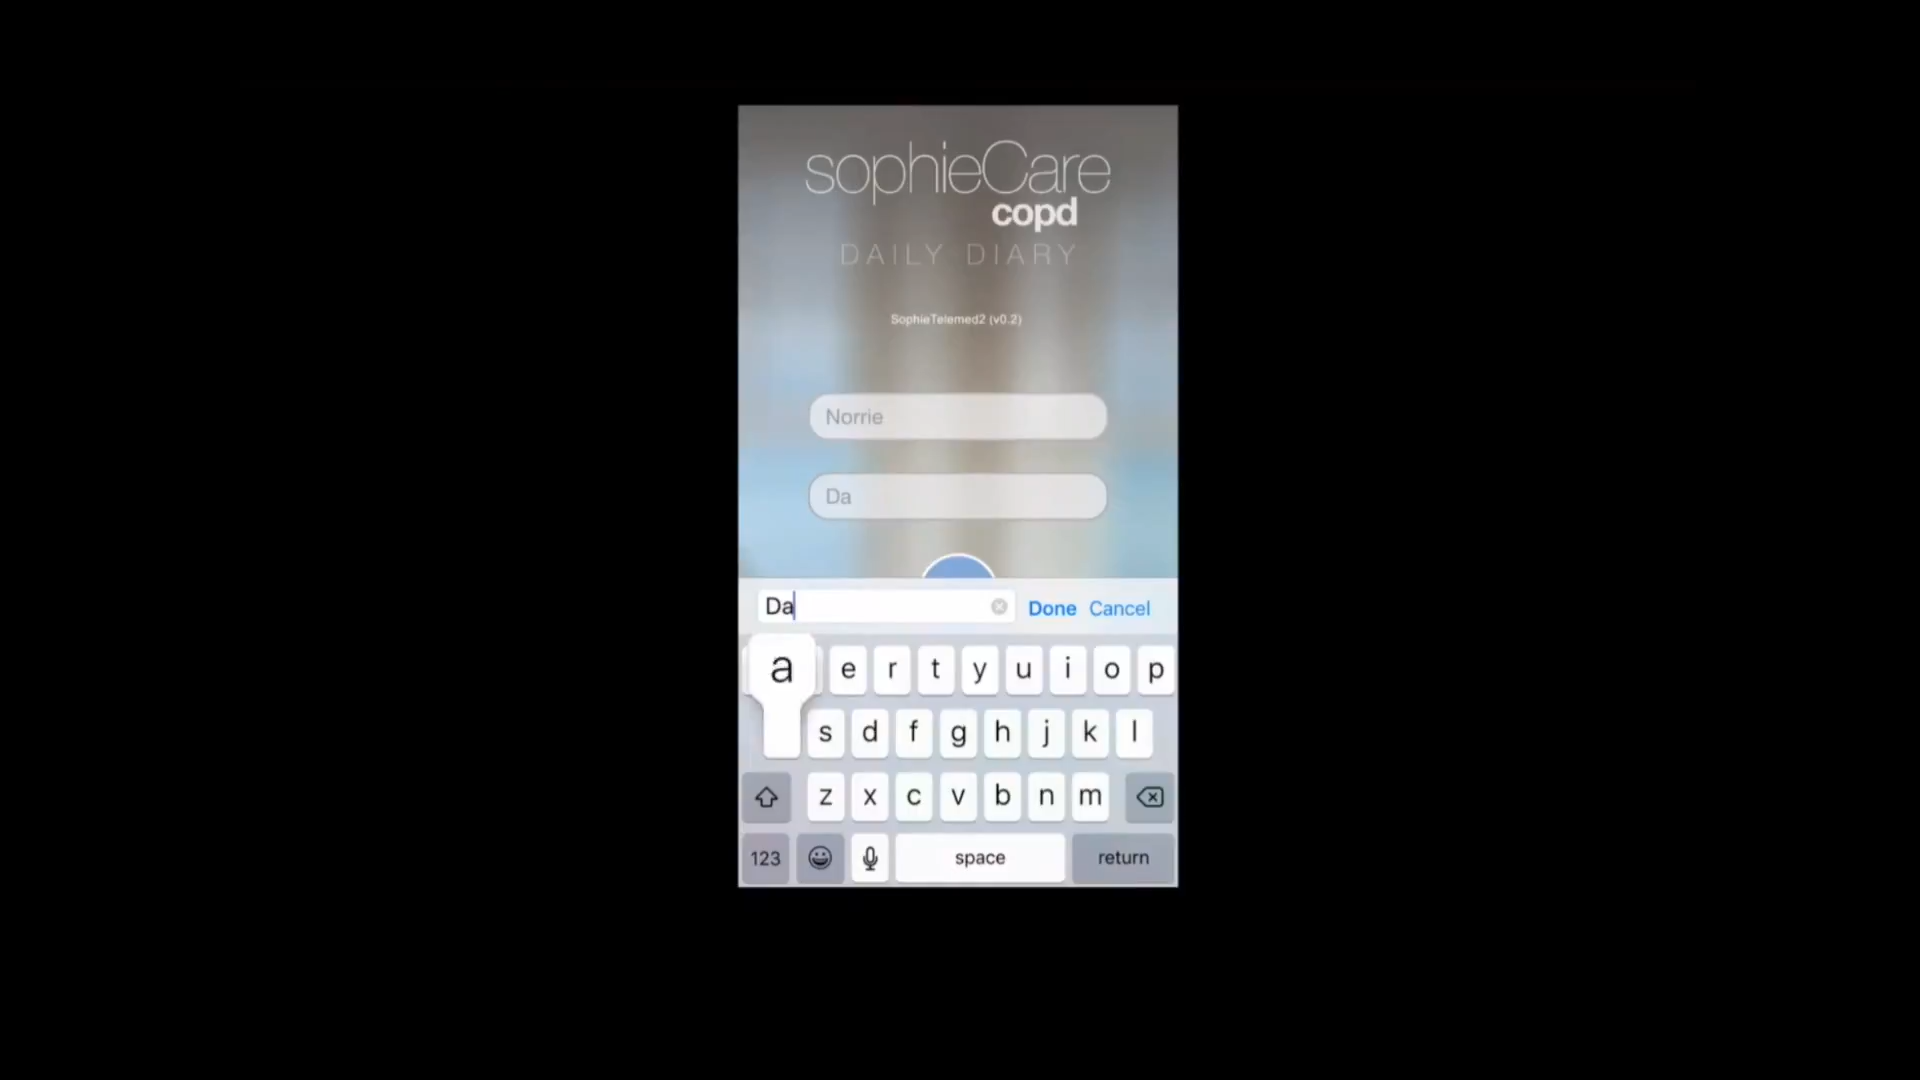 sophieCare
copd
DAILY DIARY
SophieTelemed2 (v0.2)
Norrie
Da
Da Done Cancel
a e r t y u i o p
s d f g h j k l
z x c v b n m
123 space return